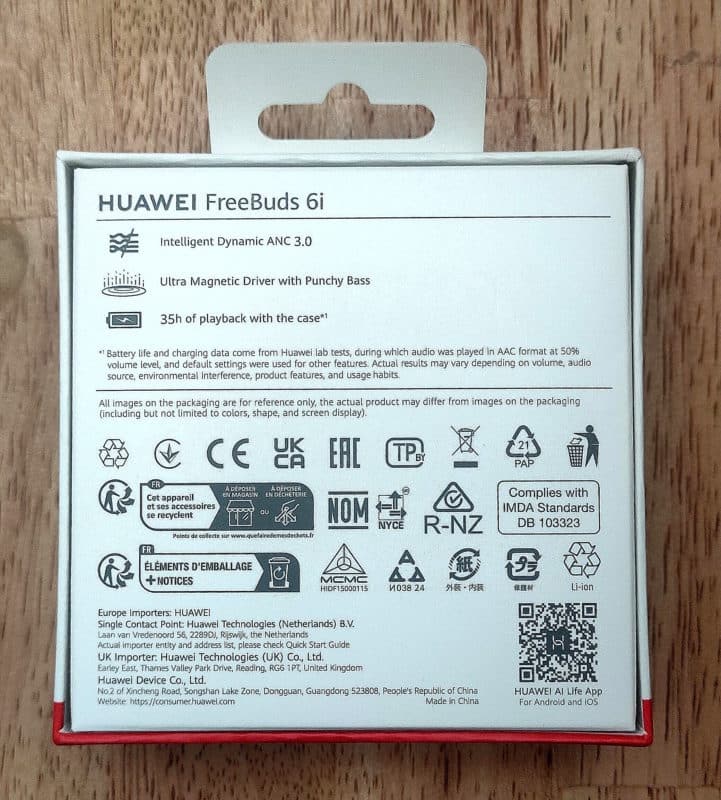 HUAWEI FreeBuds 6i
Intelligent Dynamic ANC 3.0
Ultra Magnetic Driver with Punchy Bass
35h of playback with the case*¹
*¹ Battery life and charging data come from Huawei lab tests, during which audio was played in AAC format at 50%
volume level, and default settings were used for other features. Actual results may vary depending on volume, audio
source, environmental interference, product features, and usage habits.
All images on the packaging are for reference only, the actual product may differ from images on the packaging
(including but not limited to colors, shape, and screen display).
CE UK CA EAC TP BY 21 PAP
FR
Cet appareil
et ses accessoires
se recyclent
À DÉPOSER
EN MAGASIN
OU
À DÉPOSER
EN DÉCHÈTERIE
Points de collecte sur www.quefairedemesdechets.fr
NOM NYCE
R-NZ
Complies with
IMDA Standards
DB 103323
FR
ÉLÉMENTS D'EMBALLAGE
+ NOTICES
MCMC
HIDF15000115
И038 24
紙
外装・内装
プラ
Li-ion
Europe Importers: HUAWEI
Single Contact Point: Huawei Technologies (Netherlands) B.V.
Laan van Vredenoord 56, 2289DJ, Rijswijk, the Netherlands
Actual importer entity and address list, please check Quick Start Guide
UK Importer: Huawei Technologies (UK) Co., Ltd.
Earley East, Thames Valley Park Drive, Reading, RG6 1PT, United Kingdom
Huawei Device Co., Ltd.
No.2 of Xincheng Road, Songshan Lake Zone, Dongguan, Guangdong 523808, People's Republic of China
Website: https://consumer.huawei.com
Made in China
HUAWEI AI Life App
For Android and iOS